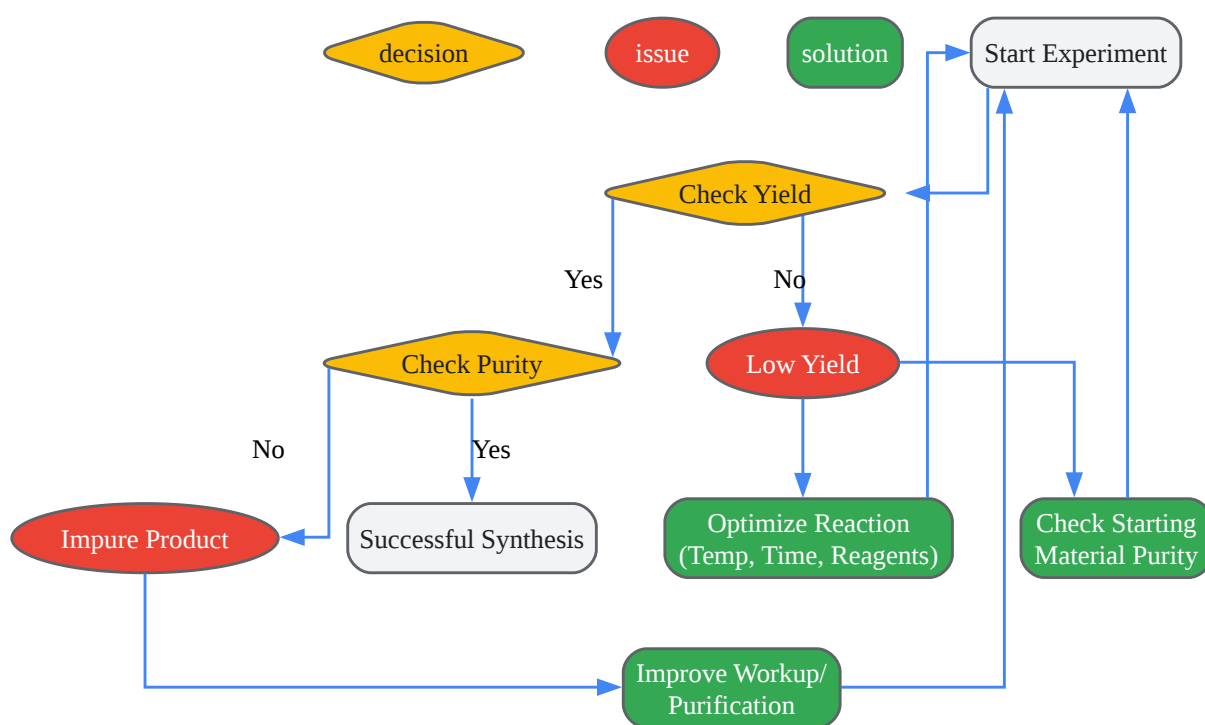 decision
issue
solution
Start Experiment
Check Yield
Yes
No
Check Purity
Low Yield
No
Yes
Impure Product
Successful Synthesis
Optimize Reaction
(Temp, Time, Reagents)
Check Starting
Material Purity
Improve Workup/
Purification